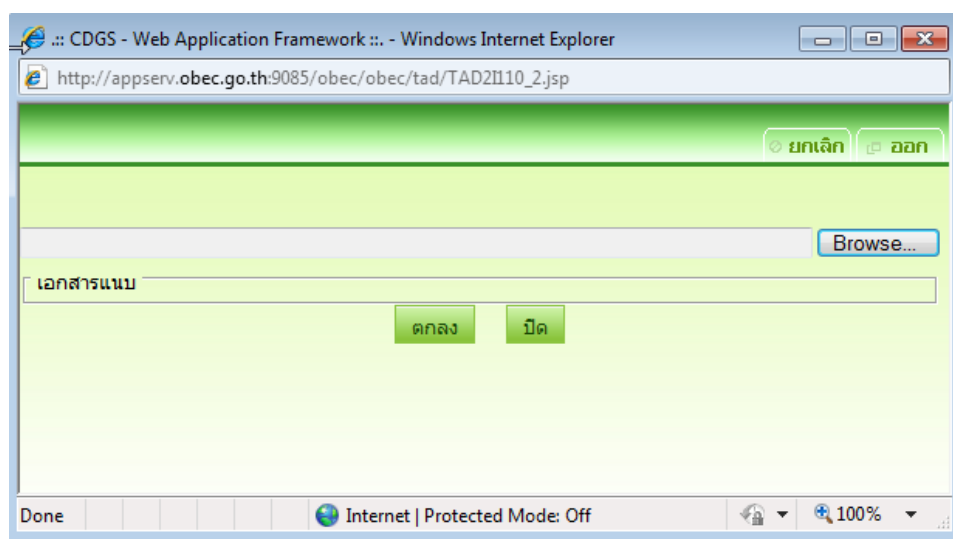 .:: CDGS - Web Application Framework ::. - Windows Internet Explorer
http://appserv.obec.go.th:9085/obec/obec/tad/TAD2I110_2.jsp
ยกเลิก ออก
Browse...
เอกสารแนบ
ตกลง ปิด
Done Internet | Protected Mode: Off 100%